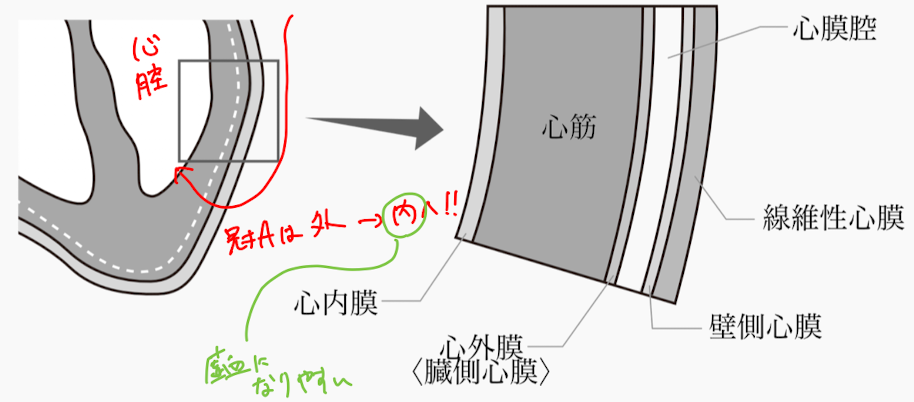 心
腔
心膜腔
心筋
冠Aは 外 → 内へ!!
線維性心膜
心内膜
壁側心膜
心外膜
〈臓側心膜〉
虚血に
なりやすい